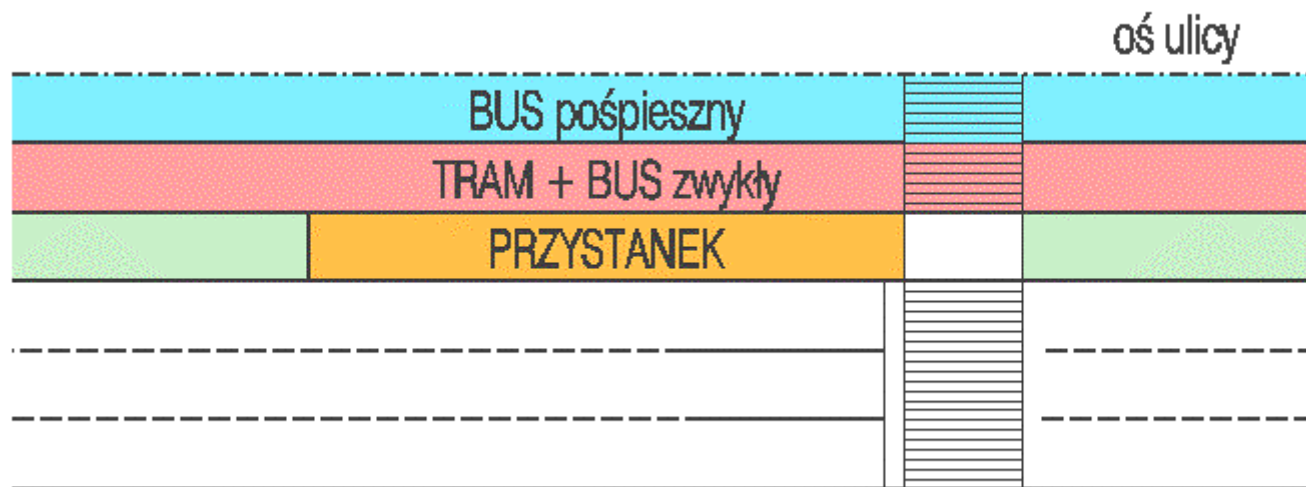 oś ulicy
BUS pośpieszny
TRAM + BUS zwykły
PRZYSTANEK